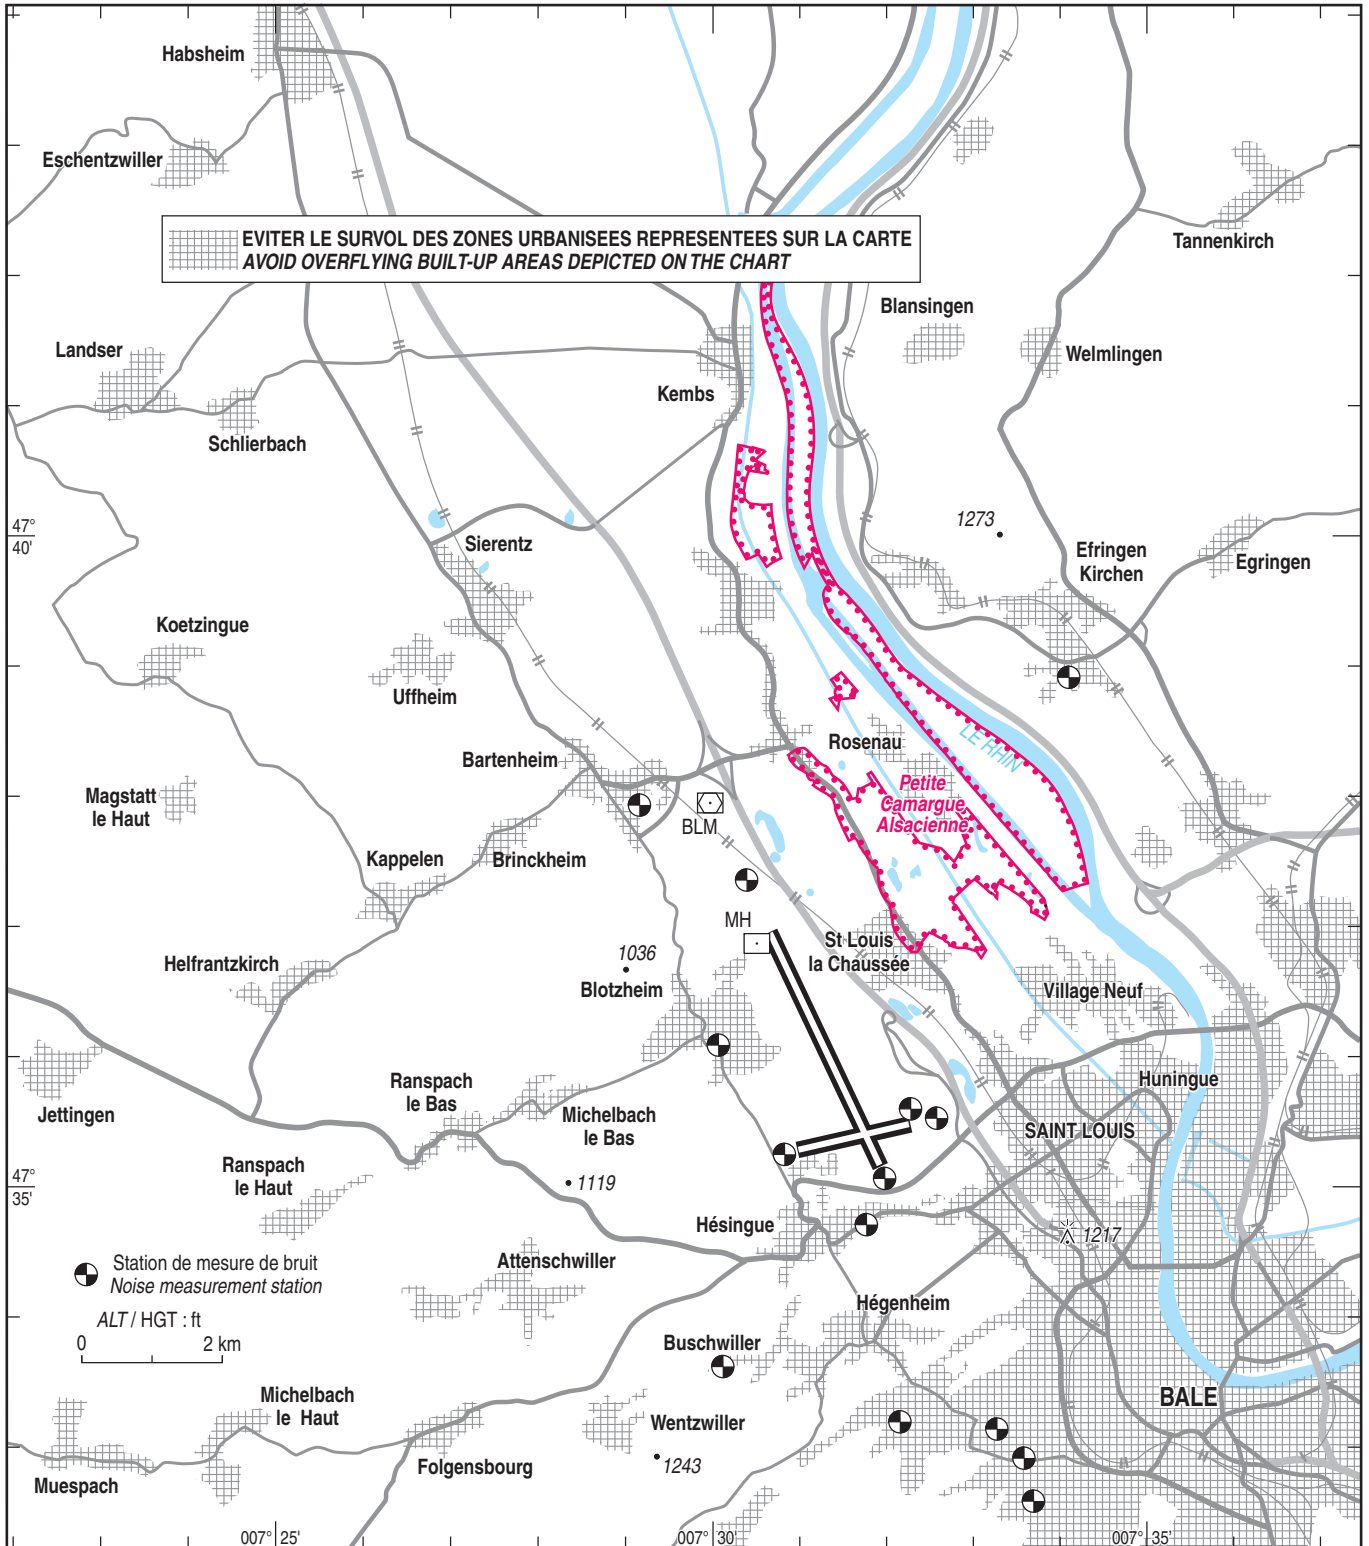 Habsheim
Eschentzwiller
EVITER LE SURVOL DES ZONES URBANISEES REPRESENTEES SUR LA CARTE
AVOID OVERFLYING BUILT-UP AREAS DEPICTED ON THE CHART
Tannenkirch
Blansingen
Landser
Welmlingen
Kembs
Schlierbach
1273
47°
40'
Sierentz
Efringen
Kirchen
Egringen
Koetzingue
Uffheim
Rosenau
LE RHIN
Bartenheim
Petite
Camargue
Alsacienne
Magstatt
le Haut
BLM
Kappelen
Brinckheim
MH
St Louis
la Chaussée
1036
Helfrantzkirch
Blotzheim
Village Neuf
Ranspach
le Bas
Huningue
Jettingen
Michelbach
le Bas
SAINT LOUIS
Ranspach
le Haut
1119
47°
35'
Hésingue
1217
Station de mesure de bruit
Noise measurement station
Attenschwiller
ALT / HGT : ft
0 2 km
Hégenheim
Buschwiller
Michelbach
le Haut
BALE
Wentzwiller
Folgensbourg
1243
Muespach
007° 25'
007° 30'
007° 35'